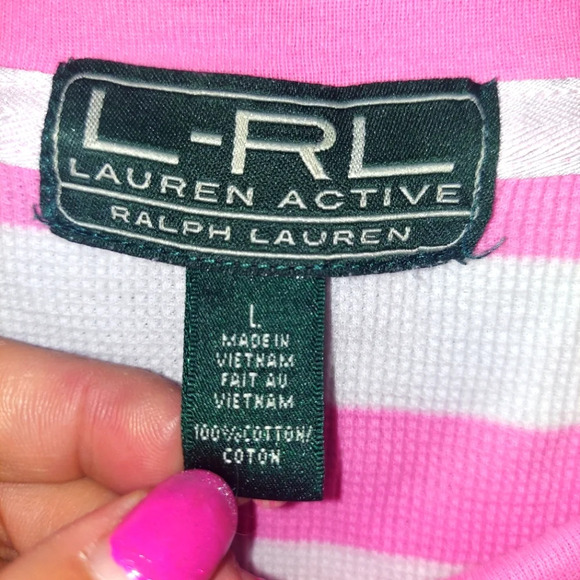 L-RL
LAUREN ACTIVE
RALPH LAUREN
L
MADE IN
VIETNAM
FAIT AU
VIETNAM
100%COTTON/
COTON